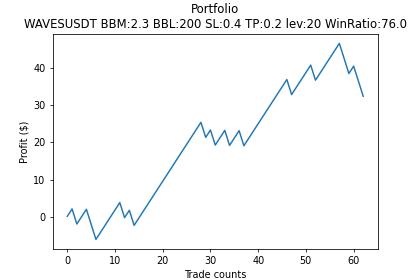 Portfolio
WAVESUSDT BBM:2.3 BBL:200 SL:0.4 TP:0.2 lev:20 WinRatio:76.0
40
30
20
10
0
Profit ($)
0 10 20 30 40 50 60
Trade counts